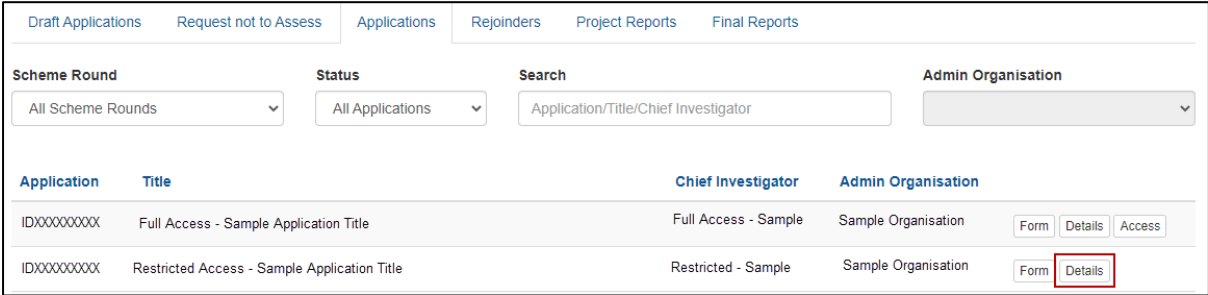 Draft Applications Request not to Assess Applications Rejoinders Project Reports Final Reports
Scheme Round Status Search Admin Organisation
All Scheme Rounds All Applications Application/Title/Chief Investigator
Application Title Chief Investigator Admin Organisation
IDXXXXXXXXX Full Access - Sample Application Title Full Access - Sample Sample Organisation Form Details Access
IDXXXXXXXXX Restricted Access - Sample Application Title Restricted - Sample Sample Organisation Form Details